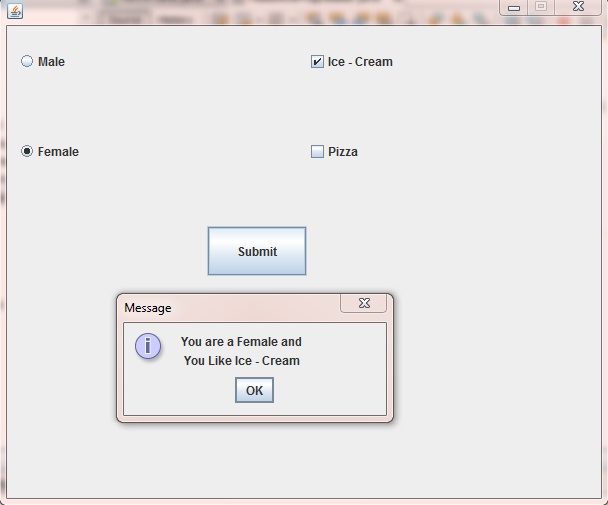 Male
Ice - Cream
Female
Pizza
Submit
Message
You are a Female and
You Like Ice - Cream
OK